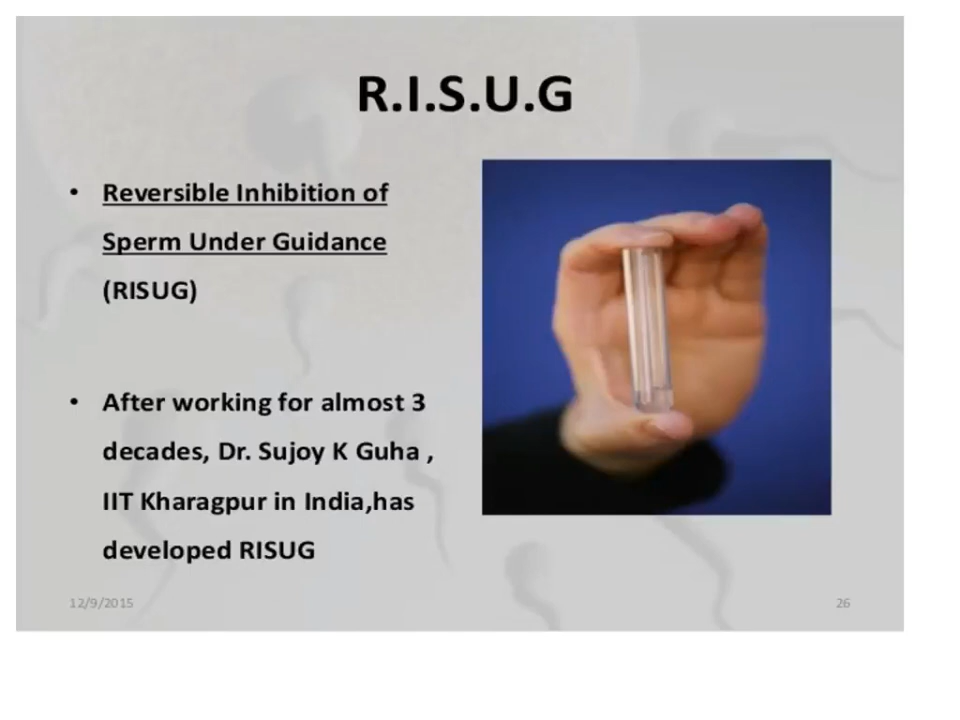 R.I.S.U.G
• Reversible Inhibition of
Sperm Under Guidance
(RISUG)
• After working for almost 3
decades, Dr. Sujoy K Guha ,
IIT Kharagpur in India,has
developed RISUG
12/9/2015
26